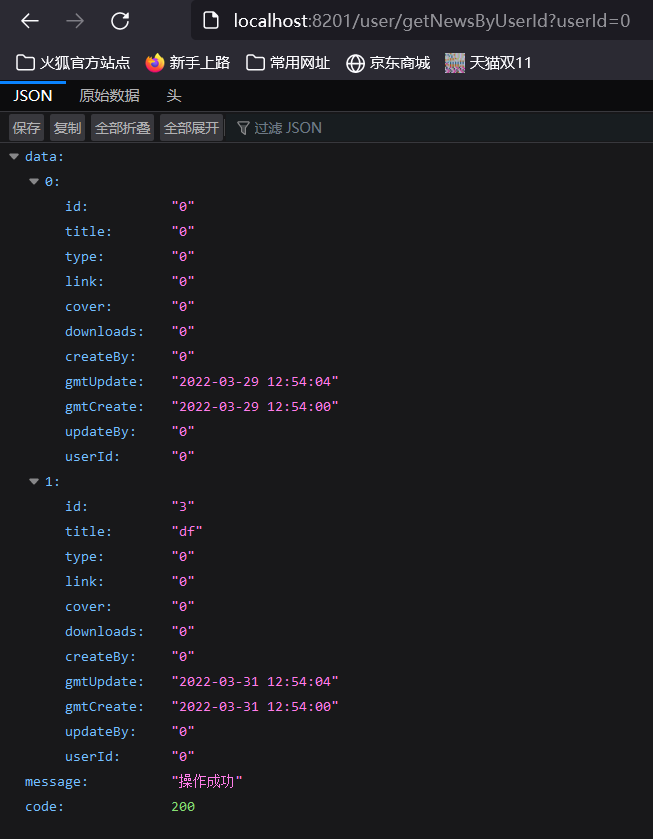 localhost:8201/user/getNewsByUserId?userId=0
火狐官方站点 新手上路 常用网址 京东商城 天猫双11
JSON 原始数据 头
保存 复制 全部折叠 全部展开 过滤 JSON
data:
0:
id: "0"
title: "0"
type: "0"
link: "0"
cover: "0"
downloads: "0"
createBy: "0"
gmtUpdate: "2022-03-29 12:54:04"
gmtCreate: "2022-03-29 12:54:00"
updateBy: "0"
userId: "0"
1:
id: "3"
title: "df"
type: "0"
link: "0"
cover: "0"
downloads: "0"
createBy: "0"
gmtUpdate: "2022-03-31 12:54:04"
gmtCreate: "2022-03-31 12:54:00"
updateBy: "0"
userId: "0"
message: "操作成功"
code: 200